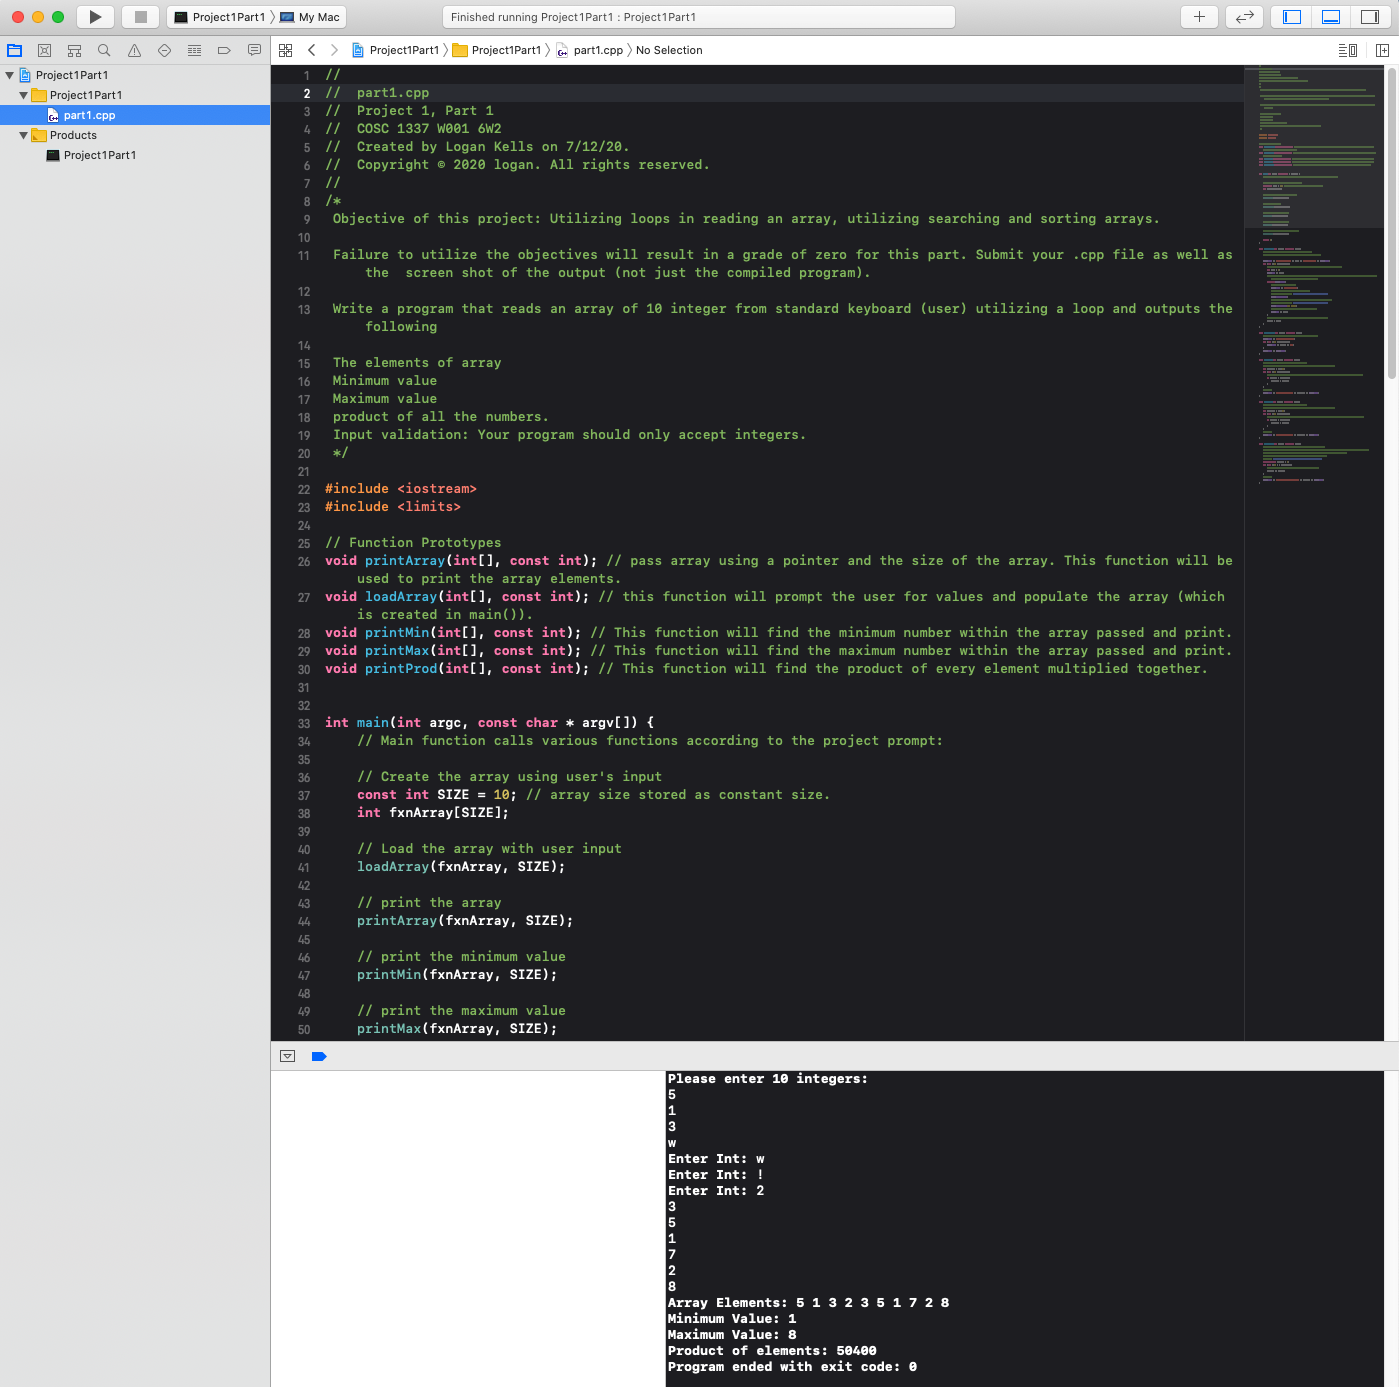 Project1Part1 〉 My Mac
Finished running Project1Part1 : Project1Part1
Project1Part1 〉 Project1Part1 〉 part1.cpp 〉 No Selection
Project1Part1
Project1Part1
part1.cpp
Products
Project1Part1
1 //
2 //  part1.cpp
3 //  Project 1, Part 1
4 //  COSC 1337 W001 6W2
5 //  Created by Logan Kells on 7/12/20.
6 //  Copyright © 2020 logan. All rights reserved.
7 //
8 /*
9  Objective of this project: Utilizing loops in reading an array, utilizing searching and sorting arrays.
10
11  Failure to utilize the objectives will result in a grade of zero for this part. Submit your .cpp file as well as
the  screen shot of the output (not just the compiled program).
12
13  Write a program that reads an array of 10 integer from standard keyboard (user) utilizing a loop and outputs the
following
14
15  The elements of array
16  Minimum value
17  Maximum value
18  product of all the numbers.
19  Input validation: Your program should only accept integers.
20  */
21
22 #include <iostream>
23 #include <limits>
24
25 // Function Prototypes
26 void printArray(int[], const int); // pass array using a pointer and the size of the array. This function will be
used to print the array elements.
27 void loadArray(int[], const int); // this function will prompt the user for values and populate the array (which
is created in main()).
28 void printMin(int[], const int); // This function will find the minimum number within the array passed and print.
29 void printMax(int[], const int); // This function will find the maximum number within the array passed and print.
30 void printProd(int[], const int); // This function will find the product of every element multiplied together.
31
32
33 int main(int argc, const char * argv[]) {
34     // Main function calls various functions according to the project prompt:
35
36     // Create the array using user's input
37     const int SIZE = 10; // array size stored as constant size.
38     int fxnArray[SIZE];
39
40     // Load the array with user input
41     loadArray(fxnArray, SIZE);
42
43     // print the array
44     printArray(fxnArray, SIZE);
45
46     // print the minimum value
47     printMin(fxnArray, SIZE);
48
49     // print the maximum value
50     printMax(fxnArray, SIZE);
Please enter 10 integers:
5
1
3
w
Enter Int: w
Enter Int: !
Enter Int: 2
3
5
1
7
2
8
Array Elements: 5 1 3 2 3 5 1 7 2 8
Minimum Value: 1
Maximum Value: 8
Product of elements: 50400
Program ended with exit code: 0